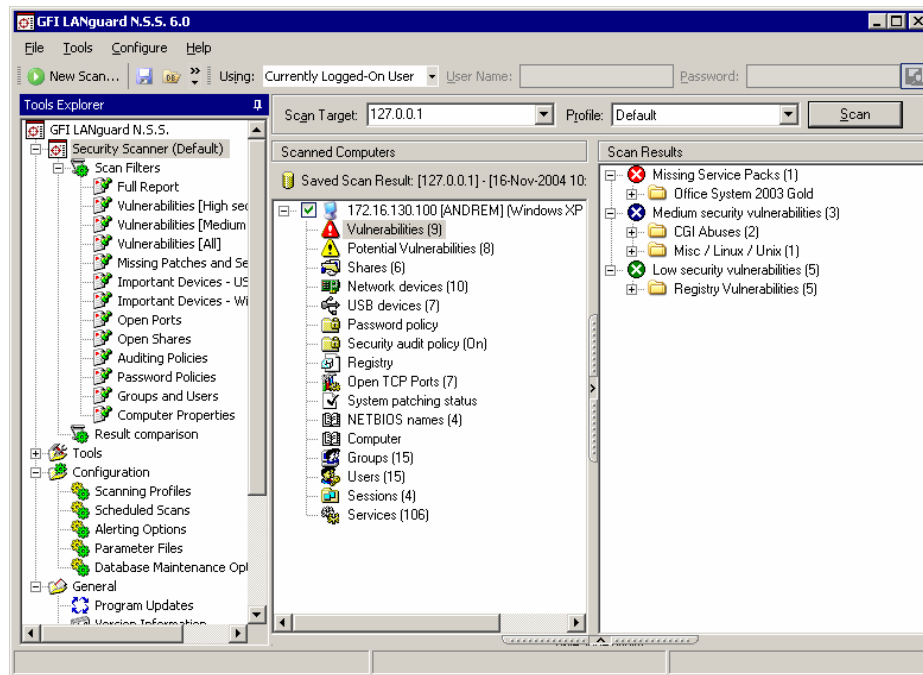 GFI LANguard N.S.S. 6.0
File Tools Configure Help
New Scan... Using: Currently Logged-On User User Name: Password:
Tools Explorer
GFI LANguard N.S.S.
Security Scanner (Default)
Scan Filters
Full Report
Vulnerabilities [High sec
Vulnerabilities [Medium
Vulnerabilities [All]
Missing Patches and Se
Important Devices - US
Important Devices - Wi
Open Ports
Open Shares
Auditing Policies
Password Policies
Groups and Users
Computer Properties
Result comparison
Tools
Configuration
Scanning Profiles
Scheduled Scans
Alerting Options
Parameter Files
Database Maintenance Opt
General
Program Updates
Version Information
Scan Target: 127.0.0.1 Profile: Default Scan
Scanned Computers
Saved Scan Result: [127.0.0.1] - [16-Nov-2004 10:
172.16.130.100 [ANDREM] (Windows XP
Vulnerabilities (9)
Potential Vulnerabilities (8)
Shares (6)
Network devices (10)
USB devices (7)
Password policy
Security audit policy (On)
Registry
Open TCP Ports (7)
System patching status
NETBIOS names (4)
Computer
Groups (15)
Users (15)
Sessions (4)
Services (106)
Scan Results
Missing Service Packs (1)
Office System 2003 Gold
Medium security vulnerabilities (3)
CGI Abuses (2)
Misc / Linux / Unix (1)
Low security vulnerabilities (5)
Registry Vulnerabilities (5)